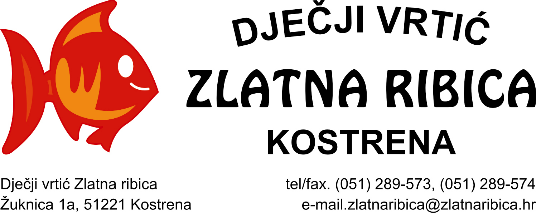 DJEČJI VRTIĆ
ZLATNA RIBICA
KOSTRENA
Dječji vrtić Zlatna ribica
Žuknica 1a, 51221 Kostrena
tel/fax. (051) 289-573, (051) 289-574
e-mail.zlatnaribica@zlatnaribica.hr